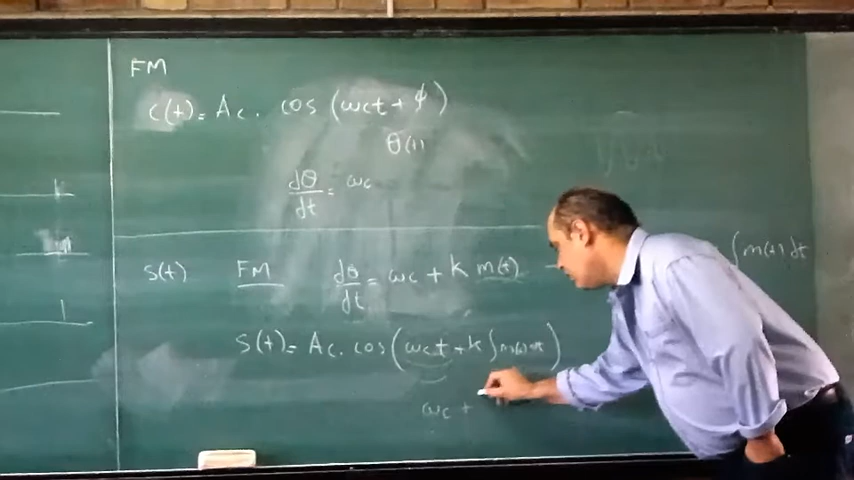 FM
c(t) = Ac. cos (ωct + φ)
θ(t)
dθ/dt = ωc
s(t) FM dθ/dt = ωc + k m(t) ∫m(t) dt
s(t) = Ac. cos (ωct + k ∫m(t) dt)
ωc +